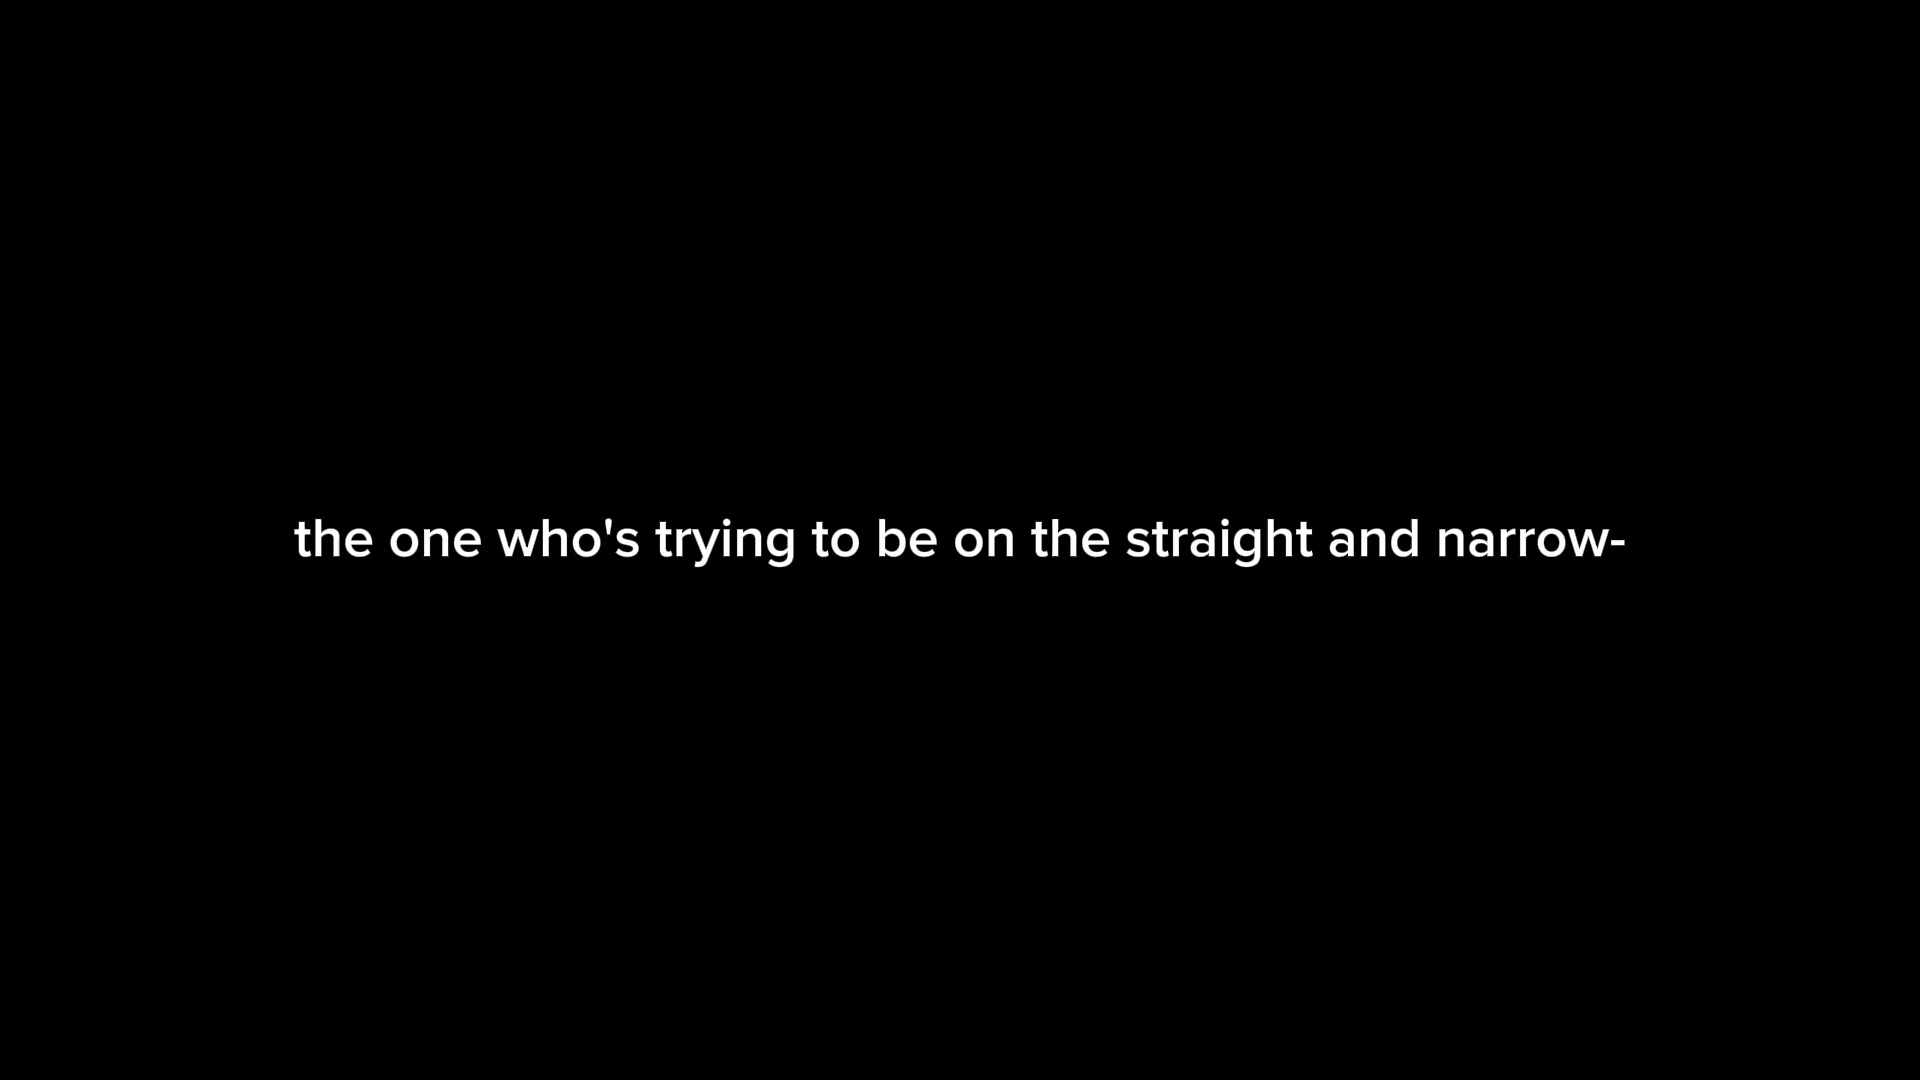 the one who's trying to be on the straight and narrow-